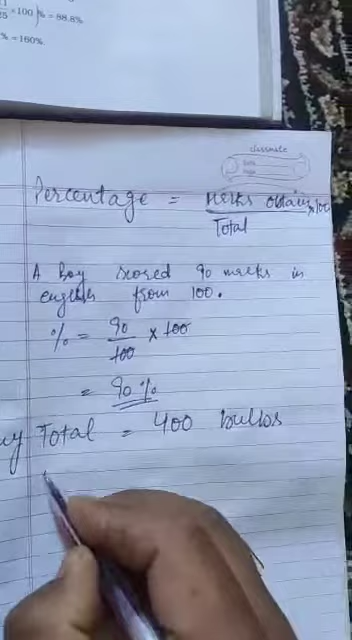 ×100)% = 88.8%
% = 160%.
classmate
Percentage = Marks obtain ×100
Total
A boy scored 90 marks in
english from 100.
% = 90/100 × 100
= 90 %
Total = 400 bulbs